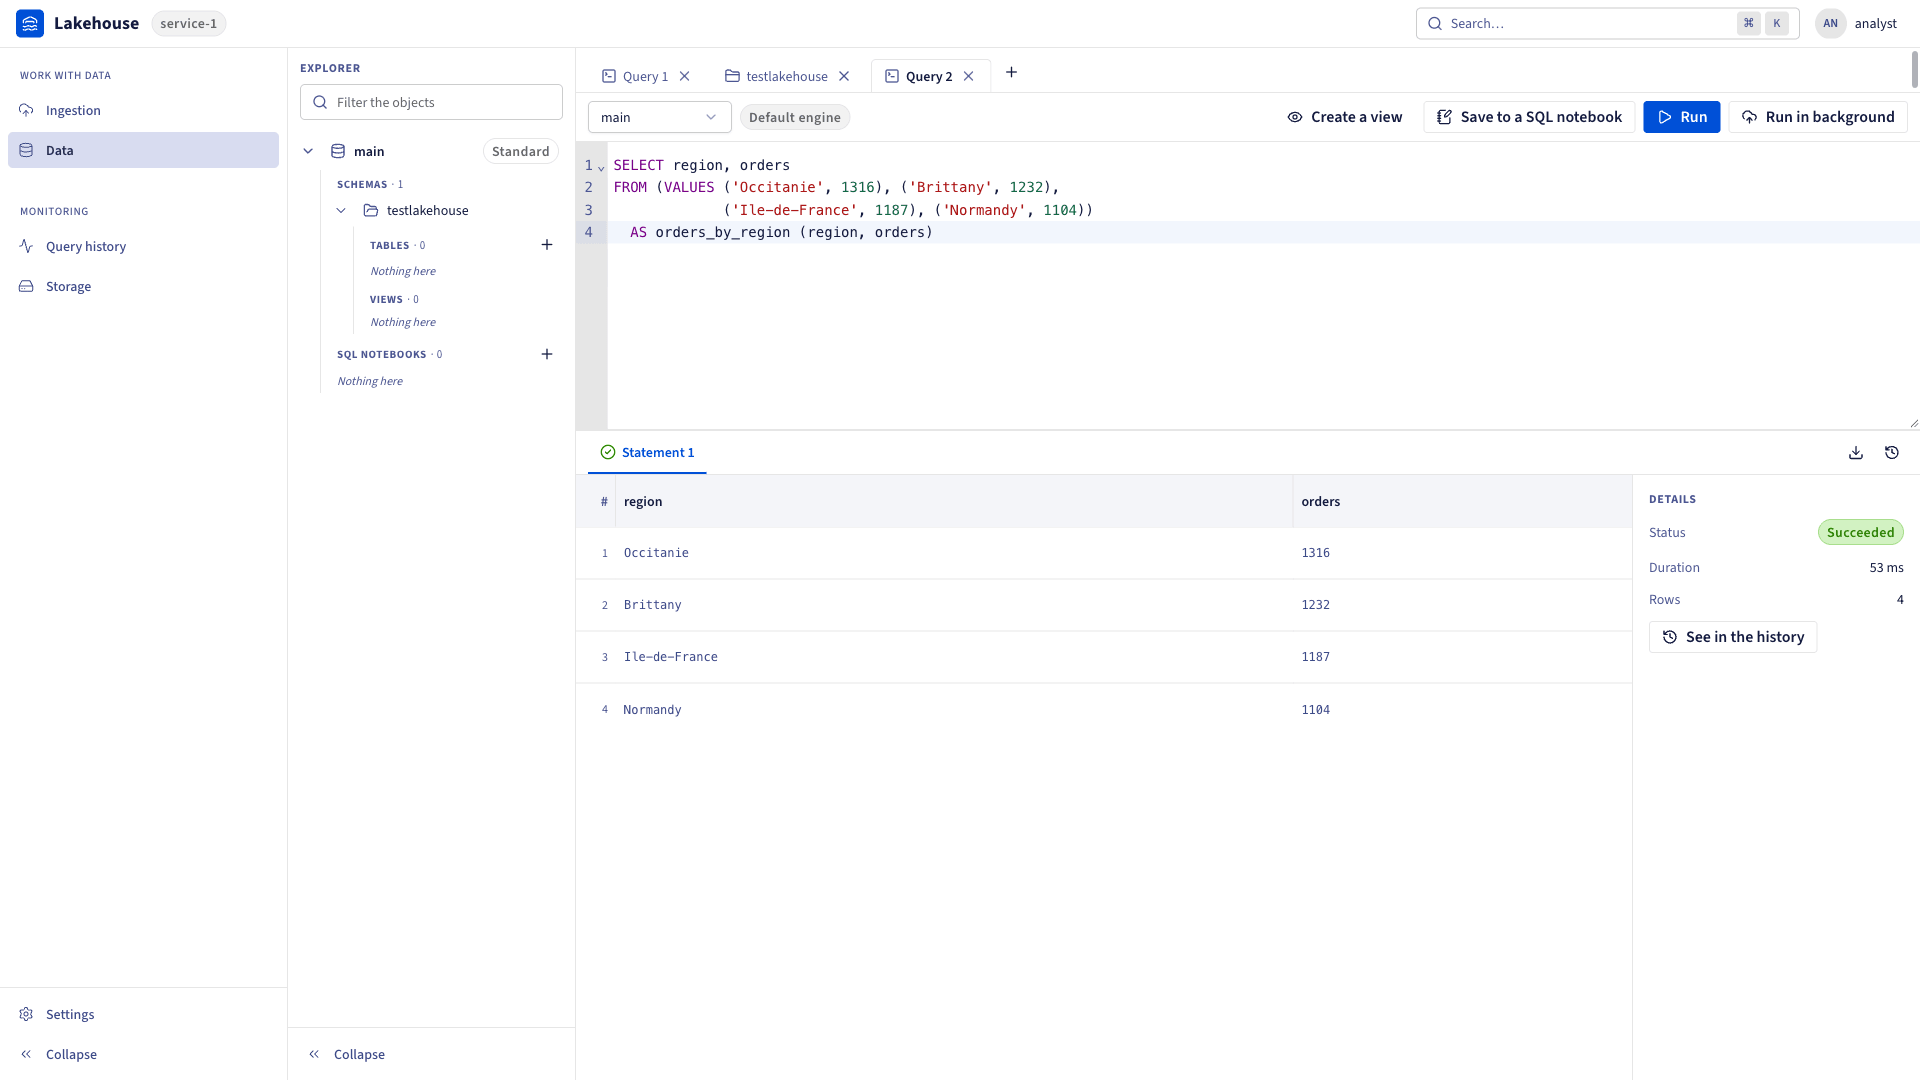 Lakehouse
service-1
Search…
⌘ K
AN
analyst
WORK WITH DATA
Ingestion
Data
MONITORING
Query history
Storage
Settings
Collapse
EXPLORER
Filter the objects
main
Standard
SCHEMAS · 1
testlakehouse
TABLES · 0
Nothing here
VIEWS · 0
Nothing here
SQL NOTEBOOKS · 0
Nothing here
Collapse
Query 1
testlakehouse
Query 2
main
Default engine
Create a view
Save to a SQL notebook
Run
Run in background
1 SELECT region, orders
2 FROM (VALUES ('Occitanie', 1316), ('Brittany', 1232),
3 ('Ile-de-France', 1187), ('Normandy', 1104))
4 AS orders_by_region (region, orders)
Statement 1
# region orders
1 Occitanie 1316
2 Brittany 1232
3 Ile-de-France 1187
4 Normandy 1104
DETAILS
Status Succeeded
Duration 53 ms
Rows 4
See in the history